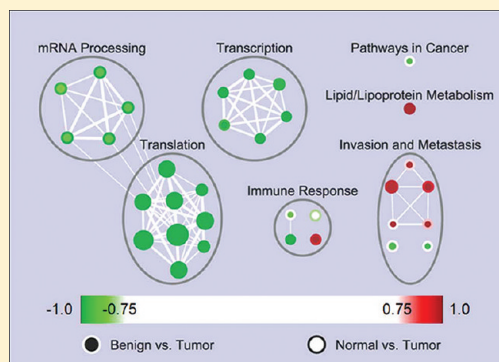 mRNA Processing
Transcription
Pathways in Cancer
Lipid/Lipoprotein Metabolism
Translation
Invasion and Metastasis
Immune Response
-1.0 -0.75 0.75 1.0
Benign vs. Tumor
Normal vs. Tumor